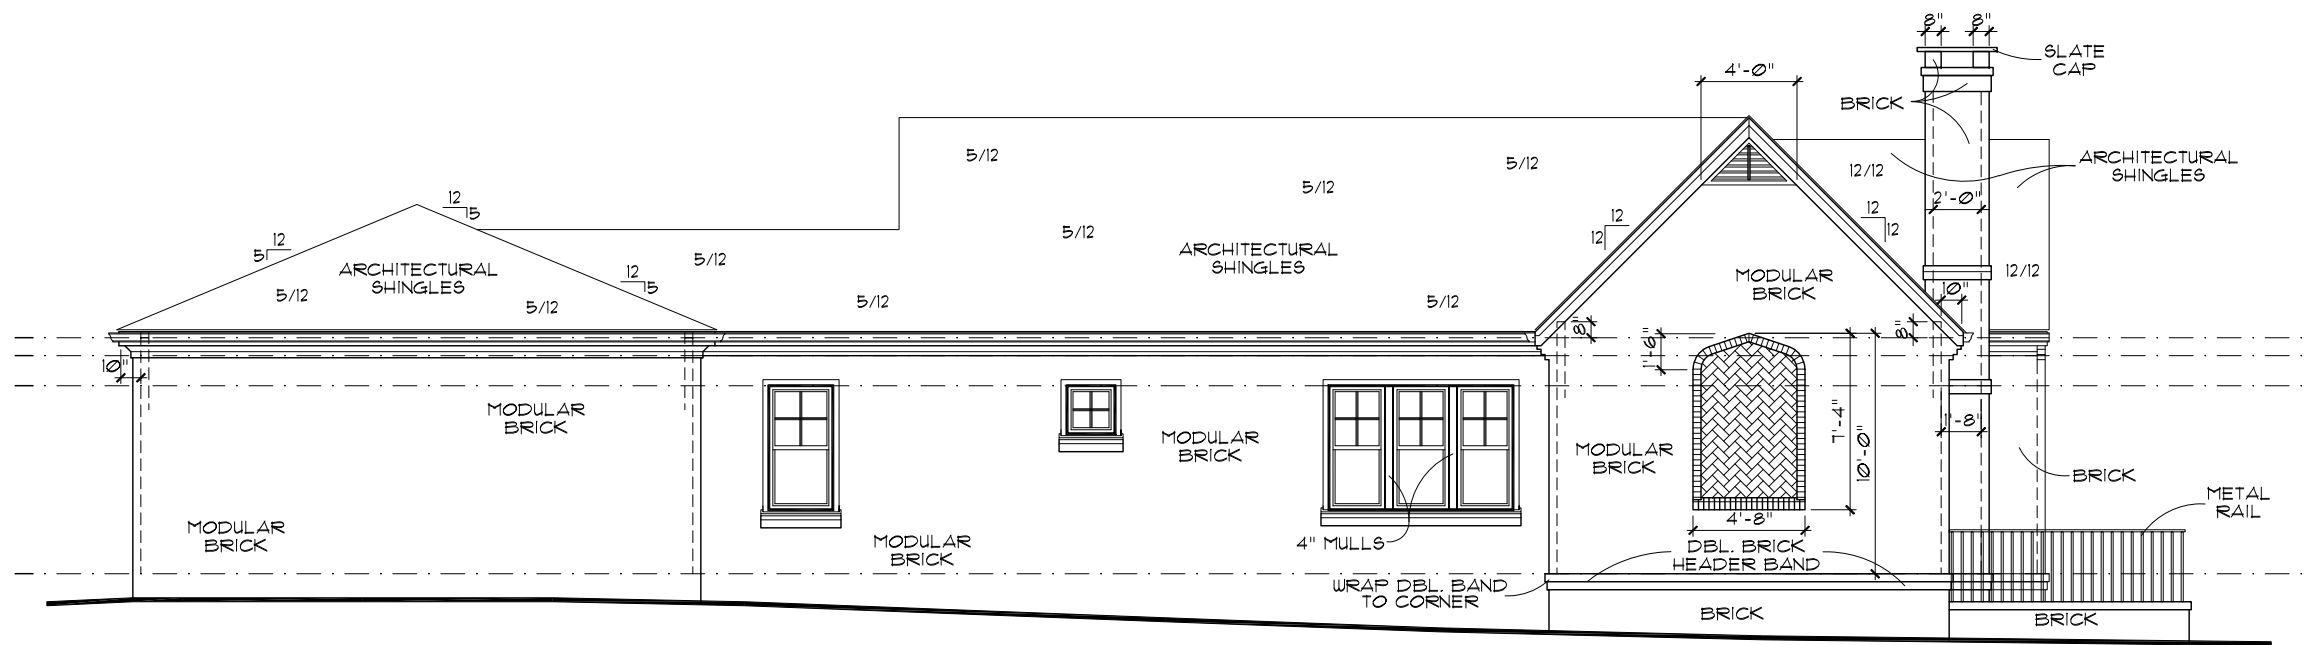 8"
8"
SLATE
CAP
4'-0"
BRICK
5/12
5/12
5/12
12/12
ARCHITECTURAL
SHINGLES
12
5
2'-0"
12
12
12
12
5/12
12
5
ARCHITECTURAL
SHINGLES
5/12
ARCHITECTURAL
SHINGLES
12
5
MODULAR
BRICK
12/12
5/12
5/12
5/12
5/12
10"
8"
8"
1'-6"
10"
MODULAR
BRICK
MODULAR
BRICK
MODULAR
BRICK
7'-4"
10'-0"
1'-8"
BRICK
METAL
RAIL
MODULAR
BRICK
MODULAR
BRICK
4" MULLS
4'-8"
DBL. BRICK
HEADER BAND
WRAP DBL. BAND
TO CORNER
BRICK
BRICK